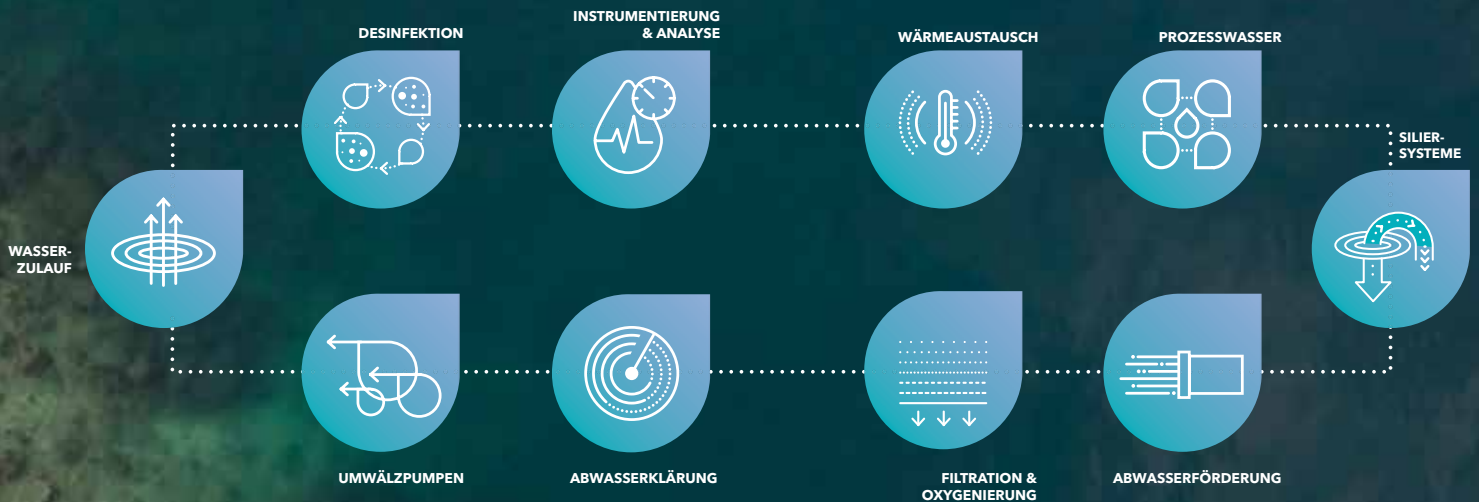 DESINFEKTION
INSTRUMENTIERUNG
& ANALYSE
WÄRMEAUSTAUSCH
PROZESSWASSER
SILIER-
SYSTEME
WASSER-
ZULAUF
UMWÄLZPUMPEN
ABWASSERKLÄRUNG
FILTRATION &
OXYGENIERUNG
ABWASSERFÖRDERUNG